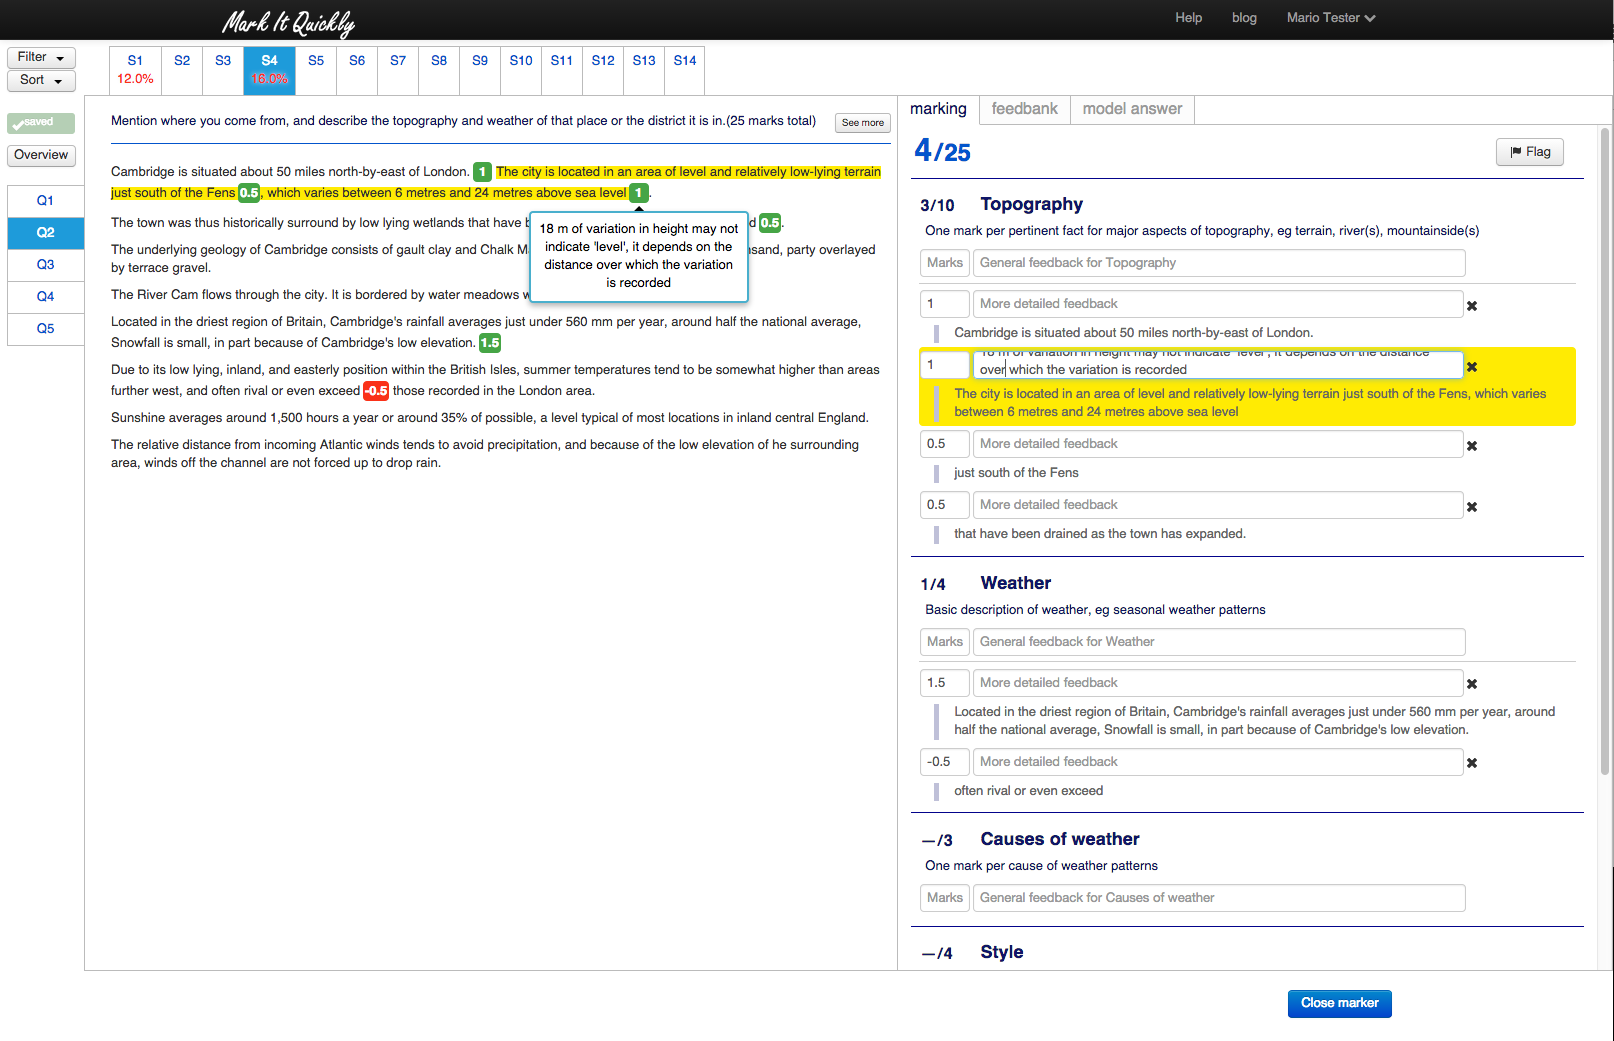 Mark It Quickly
Help blog Mario Tester
Filter
Sort
saved
Overview
Q1
Q2
Q3
Q4
Q5
S1 S2 S3 S4 S5 S6 S7 S8 S9 S10 S11 S12 S13 S14
12.0% 16.0%
Mention where you come from, and describe the topography and weather of that place or the district it is in.(25 marks total) See more
Cambridge is situated about 50 miles north-by-east of London. 1 The city is located in an area of level and relatively low-lying terrain
just south of the Fens 0.5, which varies between 6 metres and 24 metres above sea level 1.
The town was thus historically surround by low lying wetlands that have b d 0.5.
The underlying geology of Cambridge consists of gault clay and Chalk M sand, party overlayed
by terrace gravel.
The River Cam flows through the city. It is bordered by water meadows w
18 m of variation in height may not
indicate 'level', it depends on the
distance over which the variation
is recorded
Located in the driest region of Britain, Cambridge's rainfall averages just under 560 mm per year, around half the national average,
Snowfall is small, in part because of Cambridge's low elevation. 1.5
Due to its low lying, inland, and easterly position within the British Isles, summer temperatures tend to be somewhat higher than areas
further west, and often rival or even exceed -0.5 those recorded in the London area.
Sunshine averages around 1,500 hours a year or around 35% of possible, a level typical of most locations in inland central England.
The relative distance from incoming Atlantic winds tends to avoid precipitation, and because of the low elevation of he surrounding
area, winds off the channel are not forced up to drop rain.
marking feedbank model answer
4/25 Flag
3/10 Topography
One mark per pertinent fact for major aspects of topography, eg terrain, river(s), mountainside(s)
Marks General feedback for Topography
1 More detailed feedback
Cambridge is situated about 50 miles north-by-east of London.
18 m of variation in height may not indicate 'level', it depends on the distance
1 over which the variation is recorded
The city is located in an area of level and relatively low-lying terrain just south of the Fens, which varies
between 6 metres and 24 metres above sea level
0.5 More detailed feedback
just south of the Fens
0.5 More detailed feedback
that have been drained as the town has expanded.
1/4 Weather
Basic description of weather, eg seasonal weather patterns
Marks General feedback for Weather
1.5 More detailed feedback
Located in the driest region of Britain, Cambridge's rainfall averages just under 560 mm per year, around
half the national average, Snowfall is small, in part because of Cambridge's low elevation.
-0.5 More detailed feedback
often rival or even exceed
—/3 Causes of weather
One mark per cause of weather patterns
Marks General feedback for Causes of weather
—/4 Style
Close marker